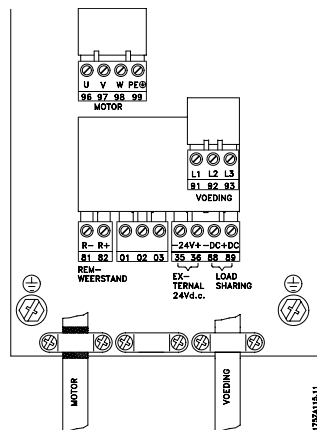 U V W PE
96 97 98 99
MOTOR
L1 L2 L3
91 92 93
VOEDING
R- R+
81 82
01 02 03
-24V+
35 36
-DC+DC
88 89
REM-
WEERSTAND
EX-
TERNAL
24Vd.c.
LOAD
SHARING
MOTOR
VOEDING
175ZA115.11